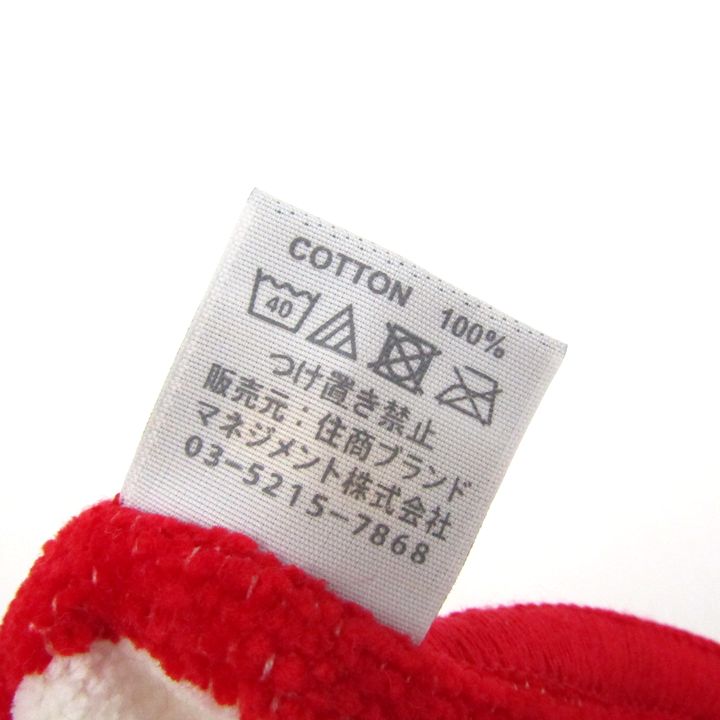 COTTON 100%
40
つけ置き禁止
販売元：住商ブランド
マネジメント株式会社
03-5215-7868